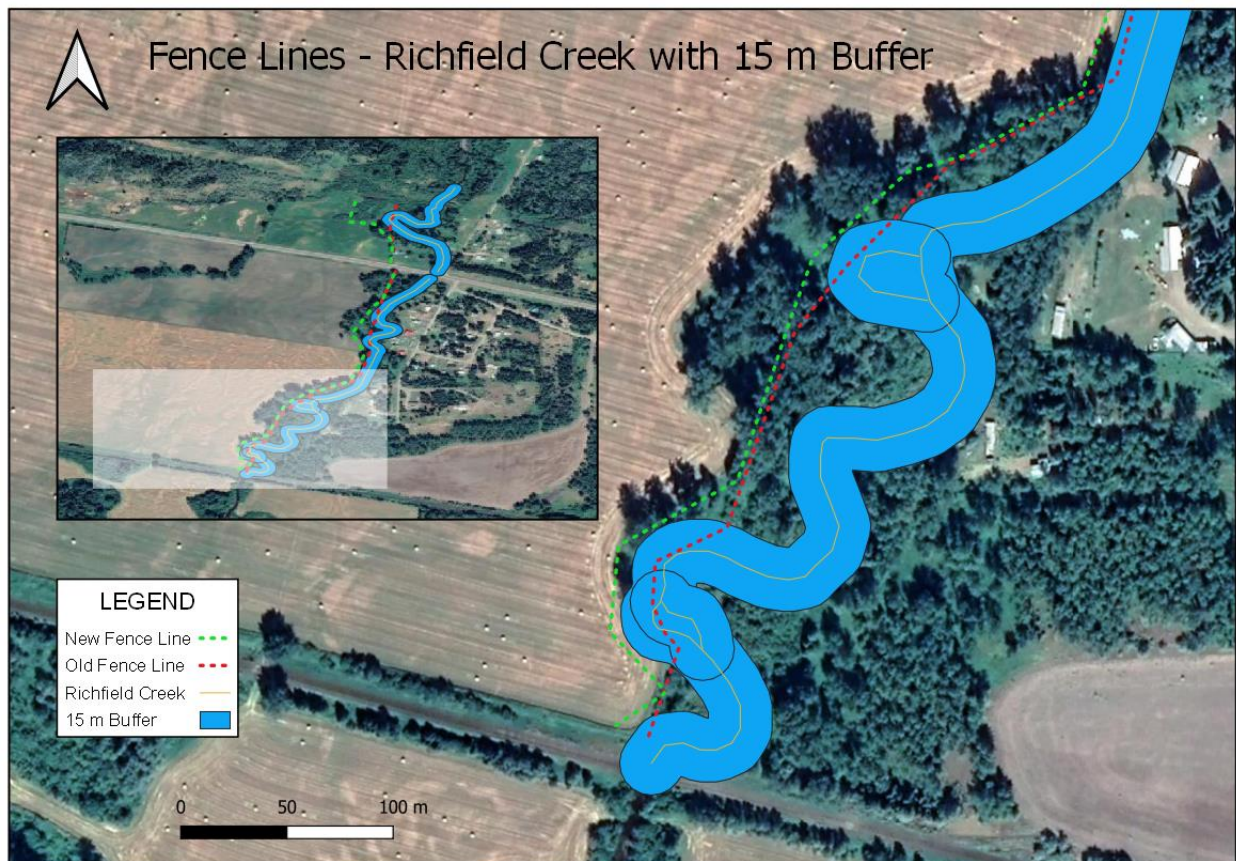 Fence Lines - Richfield Creek with 15 m Buffer
LEGEND
New Fence Line
Old Fence Line
Richfield Creek
15 m Buffer
0 50 100 m